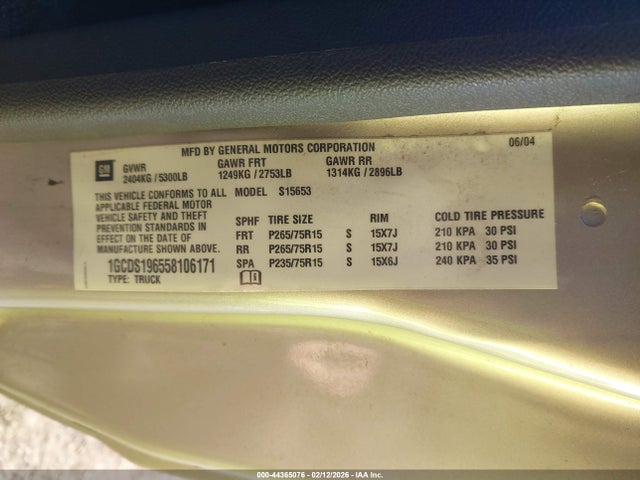 MFD BY GENERAL MOTORS CORPORATION 06/04
GM GVWR GAWR FRT GAWR RR
2404KG / 5300LB 1249KG / 2753LB 1314KG / 2896LB
THIS VEHICLE CONFORMS TO ALL MODEL S15653
APPLICABLE FEDERAL MOTOR
VEHICLE SAFETY AND THEFT
PREVENTION STANDARDS IN
EFFECT ON THE DATE OF
MANUFACTURE SHOWN ABOVE.
1GCDS196558106171
TYPE: TRUCK
SPHF TIRE SIZE RIM COLD TIRE PRESSURE
FRT P265/75R15 S 15X7J 210 KPA 30 PSI
RR P265/75R15 S 15X7J 210 KPA 30 PSI
SPA P235/75R15 S 15X6J 240 KPA 35 PSI
000-44365076 - 02/12/2026 - IAA Inc.